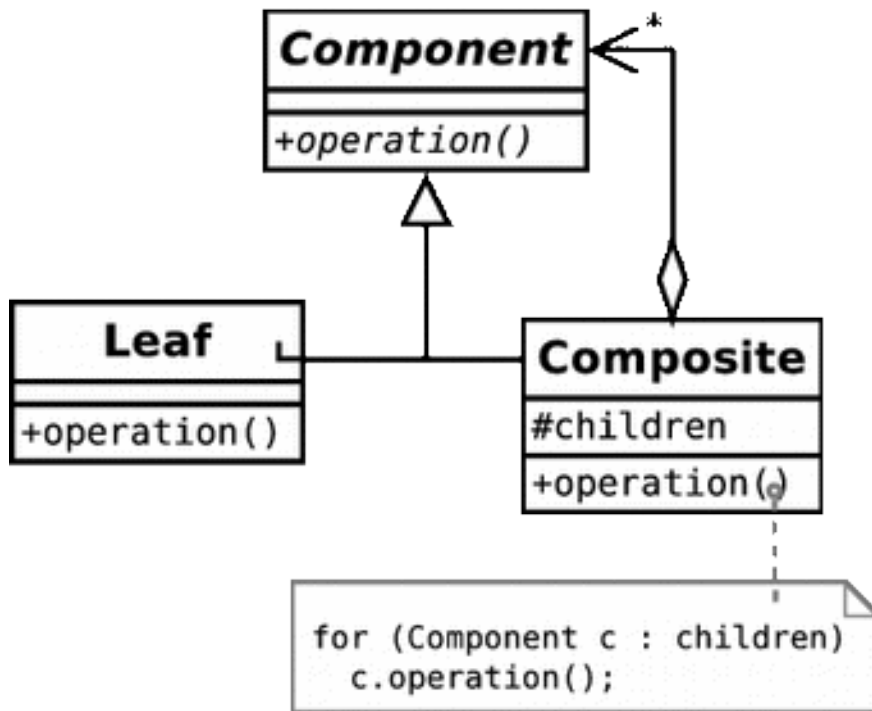 Component
*
+operation()
Leaf
+operation()
Composite
#children
+operation()
for (Component c : children)
c.operation();